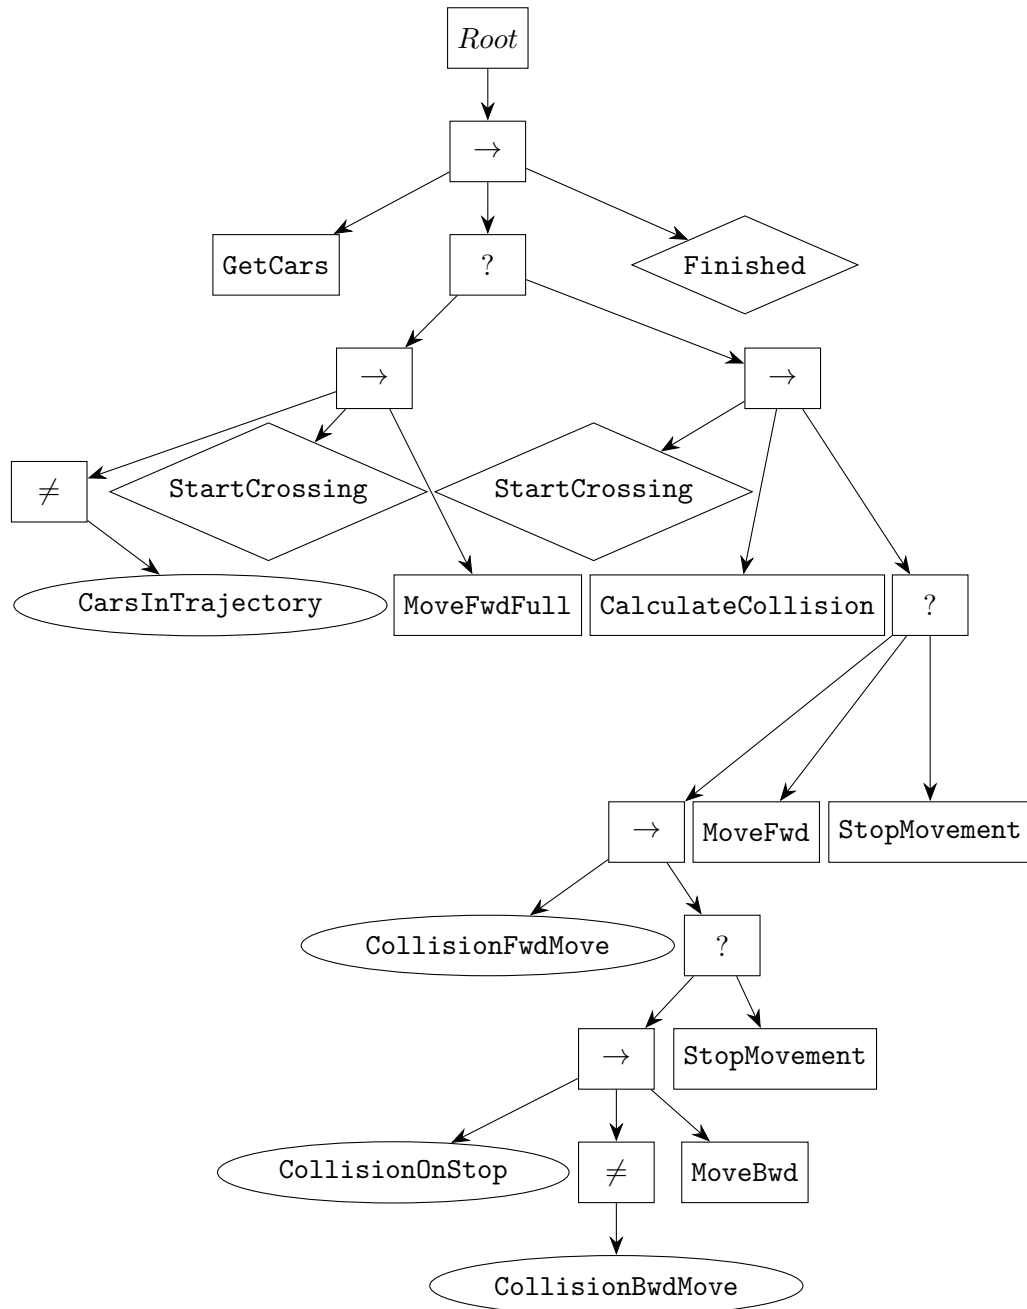 Root
→
GetCars
?
Finished
→
→
≠
StartCrossing
StartCrossing
CarsInTrajectory
MoveFwdFull
CalculateCollision
?
→
MoveFwd
StopMovement
CollisionFwdMove
?
→
StopMovement
CollisionOnStop
≠
MoveBwd
CollisionBwdMove